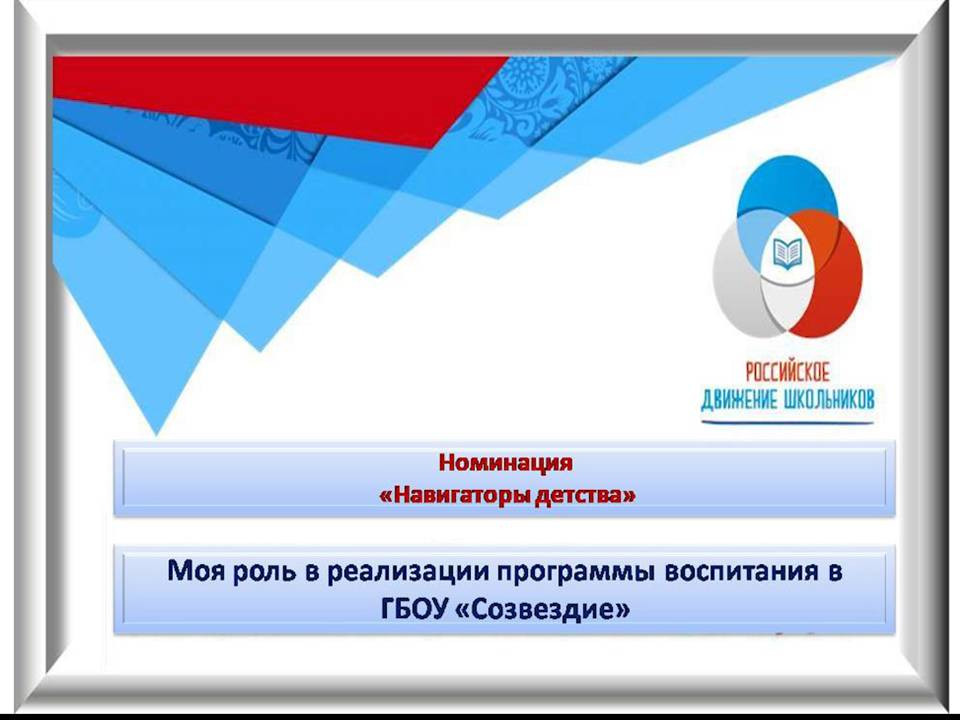 РОССИЙСКОЕ
ДВИЖЕНИЕ ШКОЛЬНИКОВ
Номинация
«Навигаторы детства»
Моя роль в реализации программы воспитания в
ГБОУ «Созвездие»